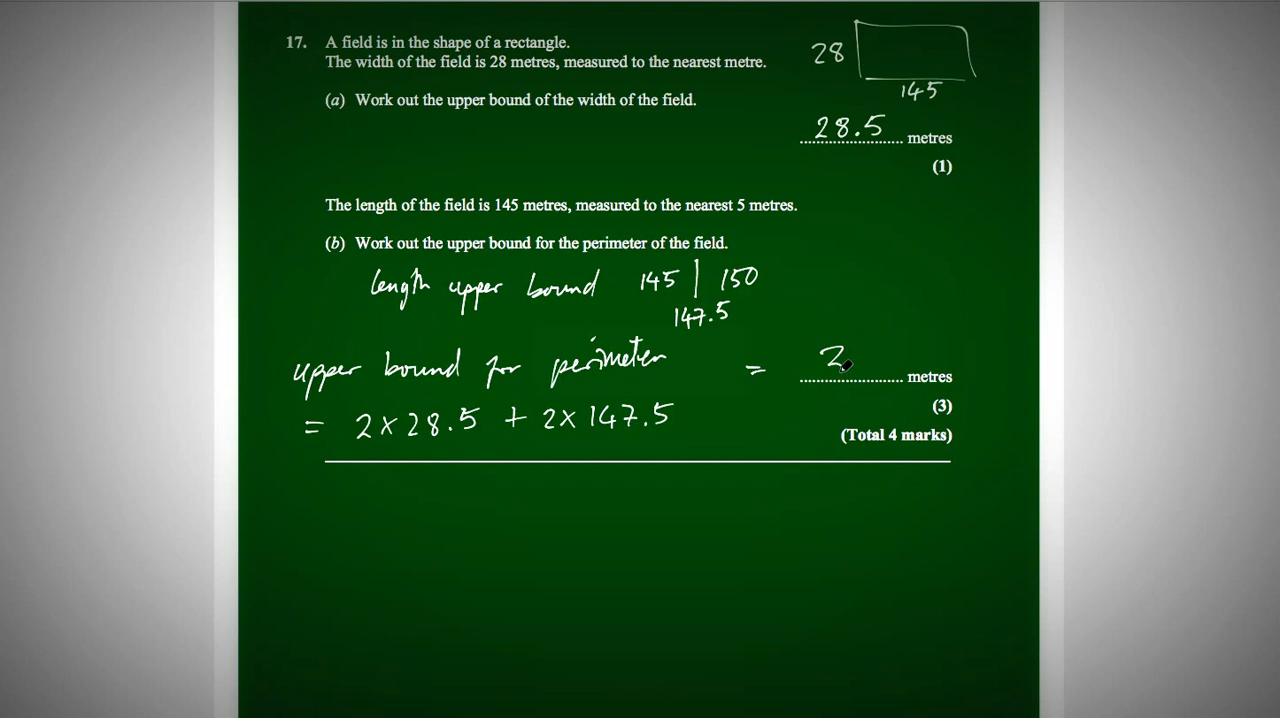 17. A field is in the shape of a rectangle.
The width of the field is 28 metres, measured to the nearest metre.
28
145
(a) Work out the upper bound of the width of the field.
28.5 metres
(1)
The length of the field is 145 metres, measured to the nearest 5 metres.
(b) Work out the upper bound for the perimeter of the field.
length upper bound 145 | 150
147.5
upper bound for perimeter = 3 metres
= 2 × 28.5 + 2 × 147.5
(3)
(Total 4 marks)